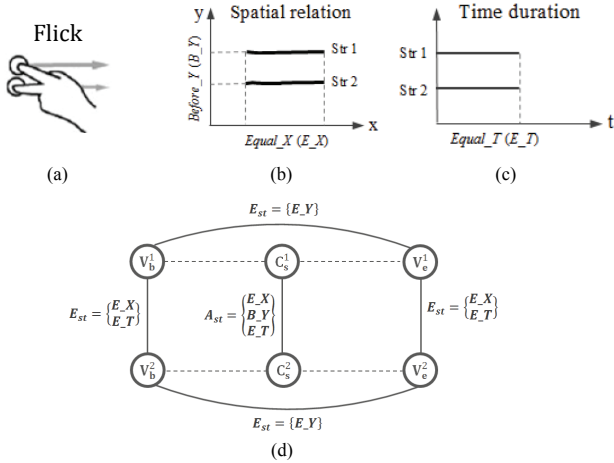 Flick
(a)
y
Spatial relation
Before_Y (B_Y)
Str 1
Str 2
Equal_X (E_X)
x
(b)
Time duration
Str 1
Str 2
Equal_T (E_T)
t
(c)
E_st = {E_Y}
V_b^1
C_s^1
V_e^1
E_st = {E_X
E_T}
A_st = {E_X
B_Y
E_T}
E_st = {E_X
E_T}
V_b^2
C_s^2
V_e^2
E_st = {E_Y}
(d)